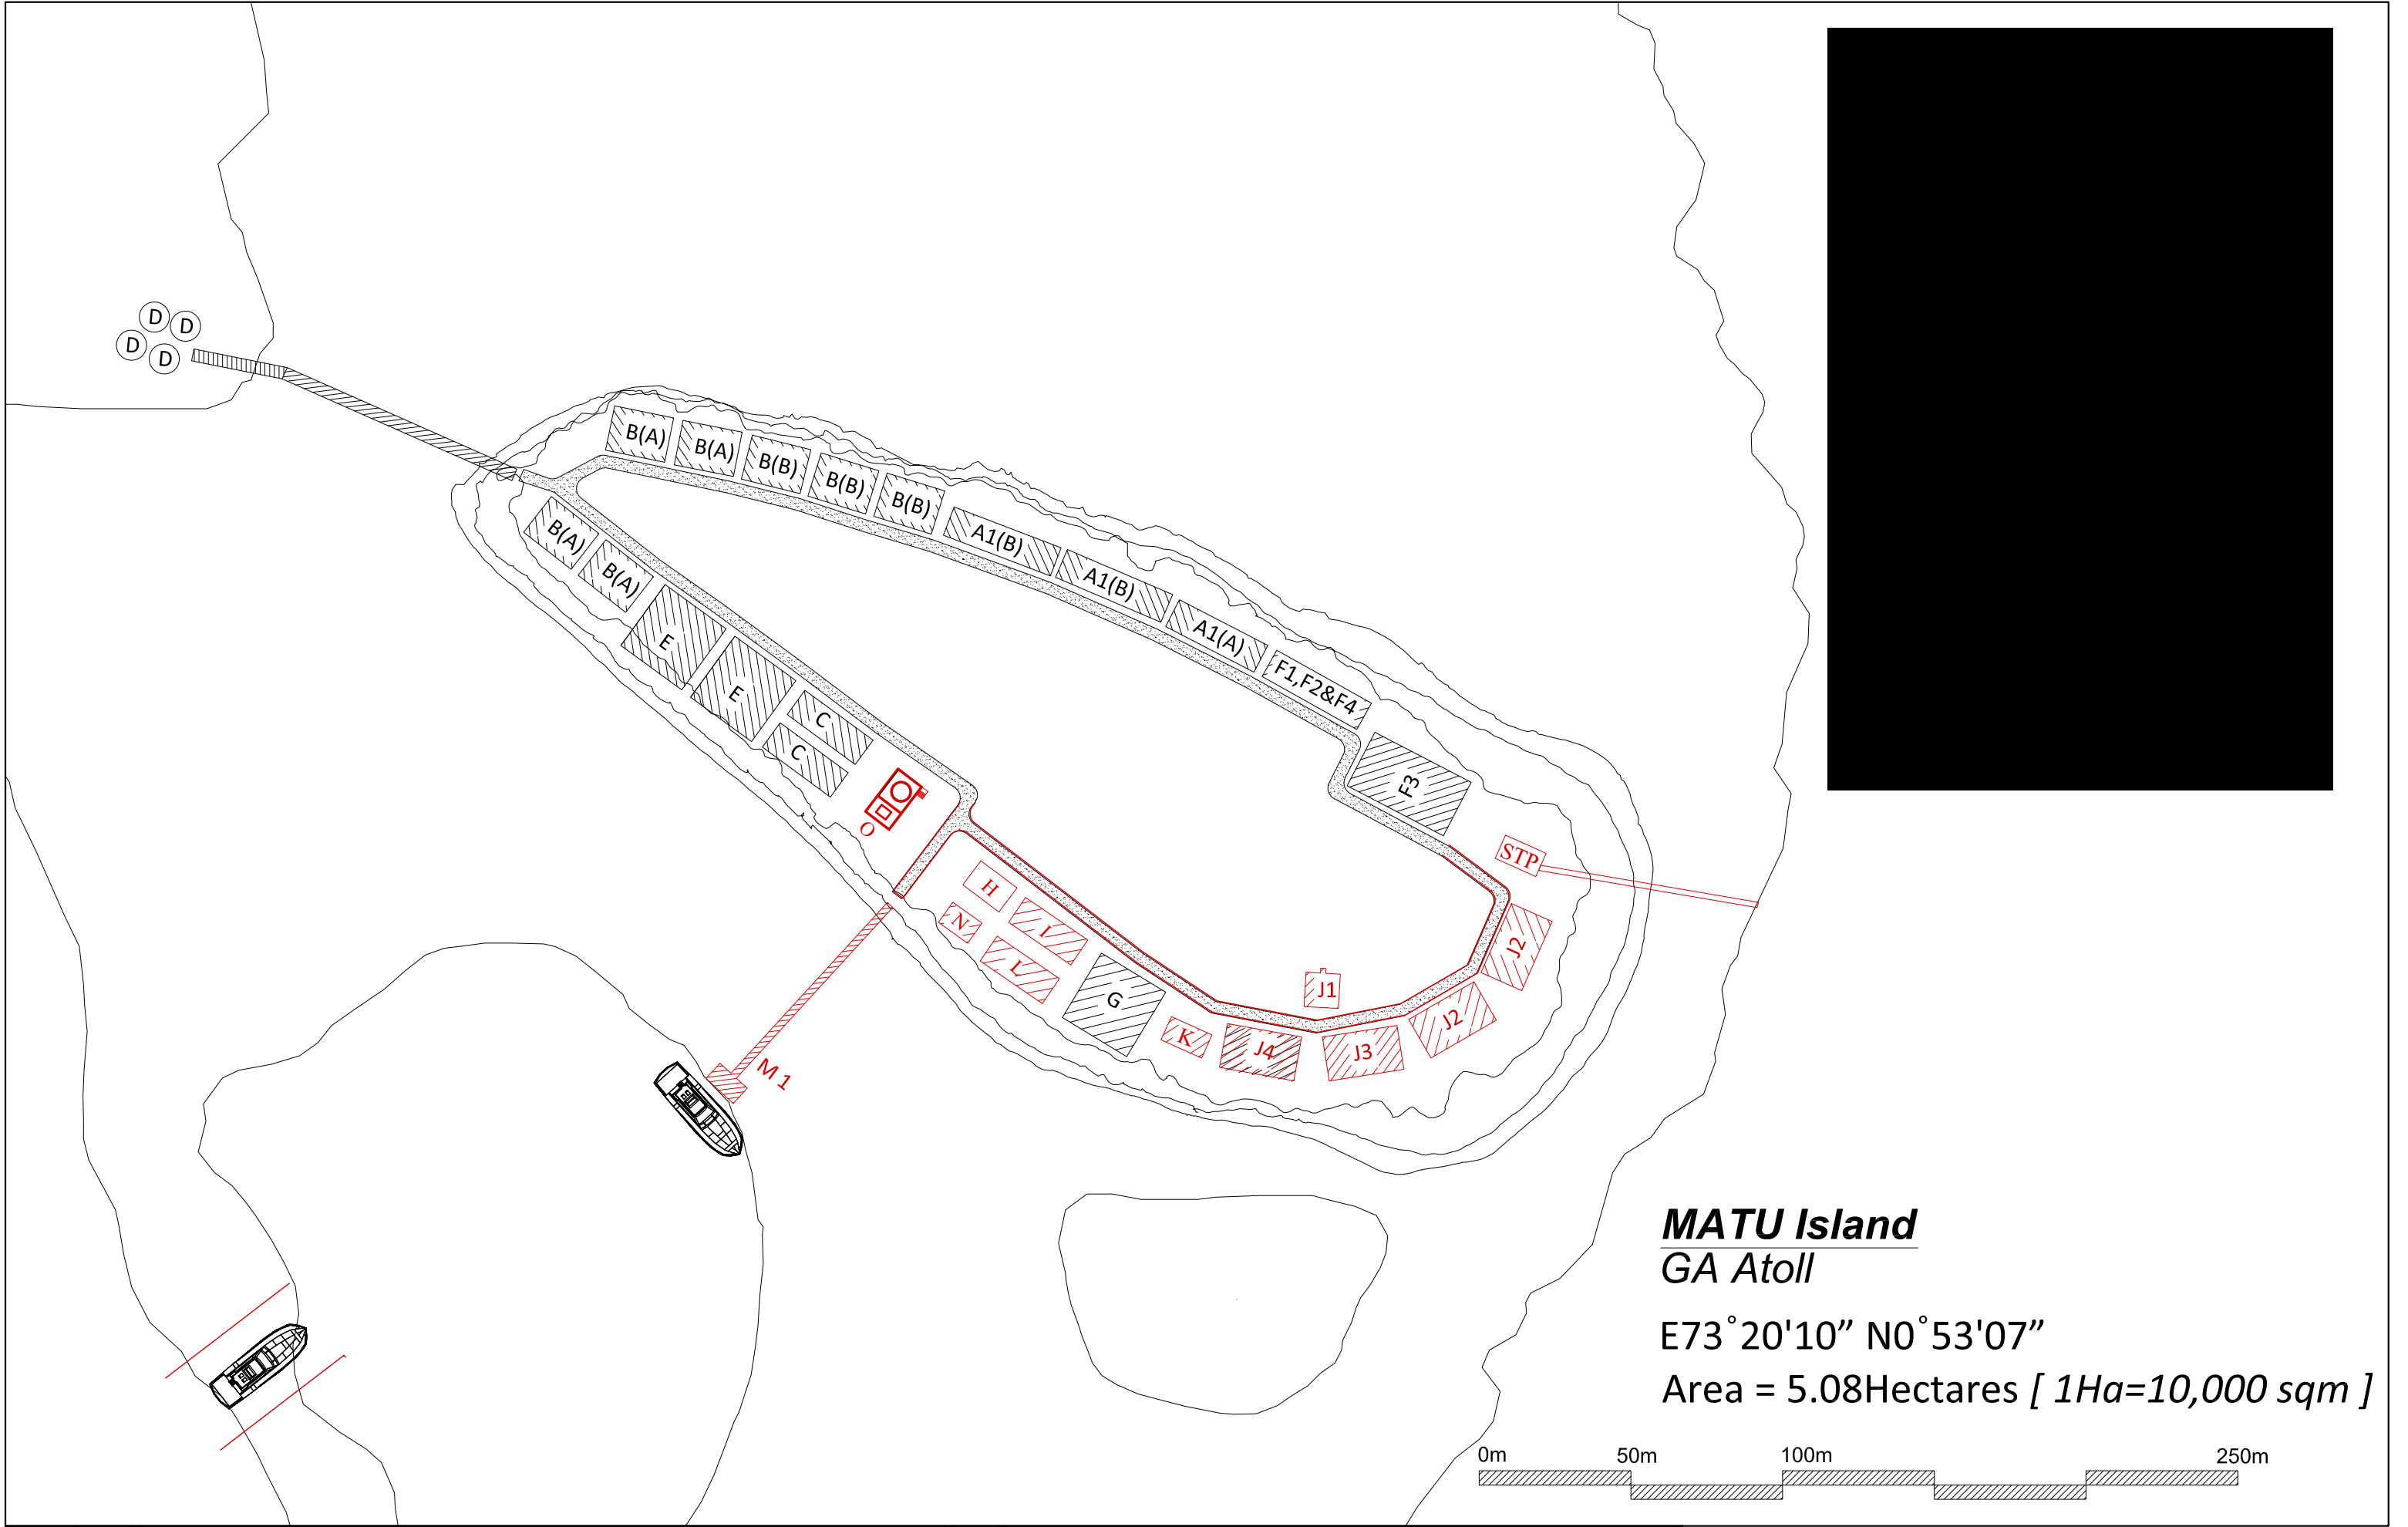 D
D
D
D
B(A)
B(A)
B(B)
B(B)
B(B)
A1(B)
A1(B)
A1(A)
F1,F2&F4
F3
B(A)
B(A)
E
E
C
C
O
STP
H
N
I
L
G
K
J4
J3
J2
J2
J1
M 1
MATU Island
GA Atoll
E73˚20'10” N0˚53'07”
Area = 5.08Hectares [ 1Ha=10,000 sqm ]
0m 50m 100m 250m